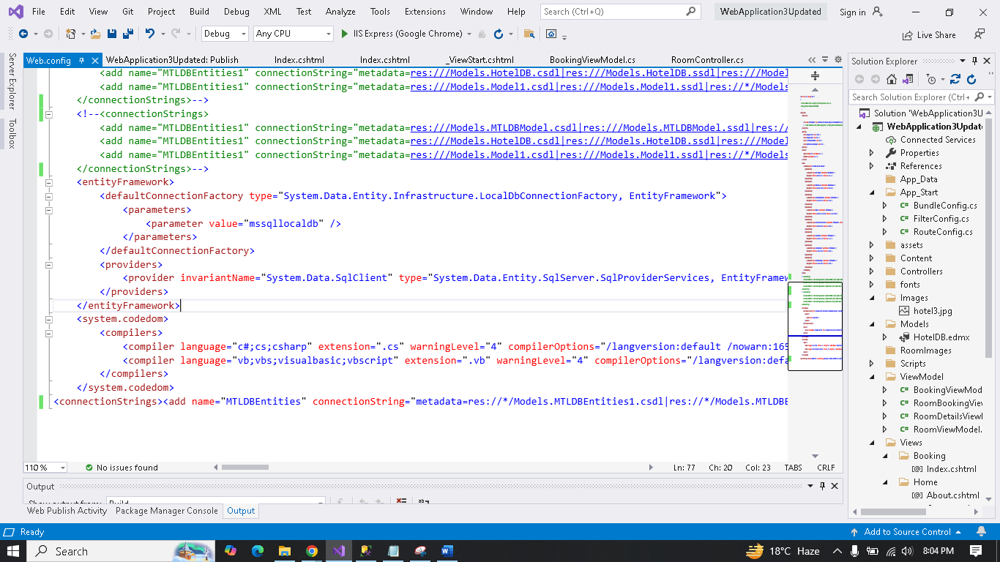 File Edit View Git Project Build Debug XML Test Analyze Tools Extensions Window Help Search (Ctrl+Q) WebApplication3Updated Sign in
Debug Any CPU IIS Express (Google Chrome) Live Share
Server Explorer
Toolbox
Web.config WebApplication3Updated: Publish Index.cshtml Index.cshtml _ViewStart.cshtml BookingViewModel.cs RoomController.cs
<add name="MTLDBEntities1" connectionString="metadata=res:///Models.HotelDB.csdl|res:///Models.HotelDB.ssdl|res:///Model
<add name="MTLDBEntities1" connectionString="metadata=res:///Models.Model1.csdl|res:///Models.Model1.ssdl|res://*/Models
</connectionStrings>-->
<!--<connectionStrings>
<add name="MTLDBEntities1" connectionString="metadata=res:///Models.MTLDBModel.csdl|res:///Models.MTLDBModel.ssdl|res:/
<add name="MTLDBEntities1" connectionString="metadata=res:///Models.HotelDB.csdl|res:///Models.HotelDB.ssdl|res:///Model
<add name="MTLDBEntities1" connectionString="metadata=res:///Models.Model1.csdl|res:///Models.Model1.ssdl|res://*/Models
</connectionStrings>-->
<entityFramework>
<defaultConnectionFactory type="System.Data.Entity.Infrastructure.LocalDbConnectionFactory, EntityFramework">
<parameters>
<parameter value="mssqllocaldb" />
</parameters>
</defaultConnectionFactory>
<providers>
<provider invariantName="System.Data.SqlClient" type="System.Data.Entity.SqlServer.SqlProviderServices, EntityFramew
</providers>
</entityFramework>
<system.codedom>
<compilers>
<compiler language="c#;cs;csharp" extension=".cs" warningLevel="4" compilerOptions="/langversion:default /nowarn:165
<compiler language="vb;vbs;visualbasic;vbscript" extension=".vb" warningLevel="4" compilerOptions="/langversion:defa
</compilers>
</system.codedom>
<connectionStrings><add name="MTLDBEntities" connectionString="metadata=res://*/Models.MTLDBEntities1.csdl|res://*/Models.MTLDBE
110 % No issues found Ln: 77 Ch: 20 Col: 23 TABS CRLF
Solution Explorer
Search Solution Explorer (Ctrl+
Solution 'WebApplication3U
WebApplication3Update
Connected Services
Properties
References
App_Data
App_Start
BundleConfig.cs
FilterConfig.cs
RouteConfig.cs
assets
Content
Controllers
fonts
Images
hotel3.jpg
Models
HotelDB.edmx
RoomImages
Scripts
ViewModel
BookingViewMod
RoomBookingView
RoomDetailsViewM
RoomViewModel.
Views
Booking
Index.cshtml
Home
About.cshtml
Output
Show output from: Build
Web Publish Activity Package Manager Console Output
Ready Add to Source Control
Search 18°C Haze 8:04 PM